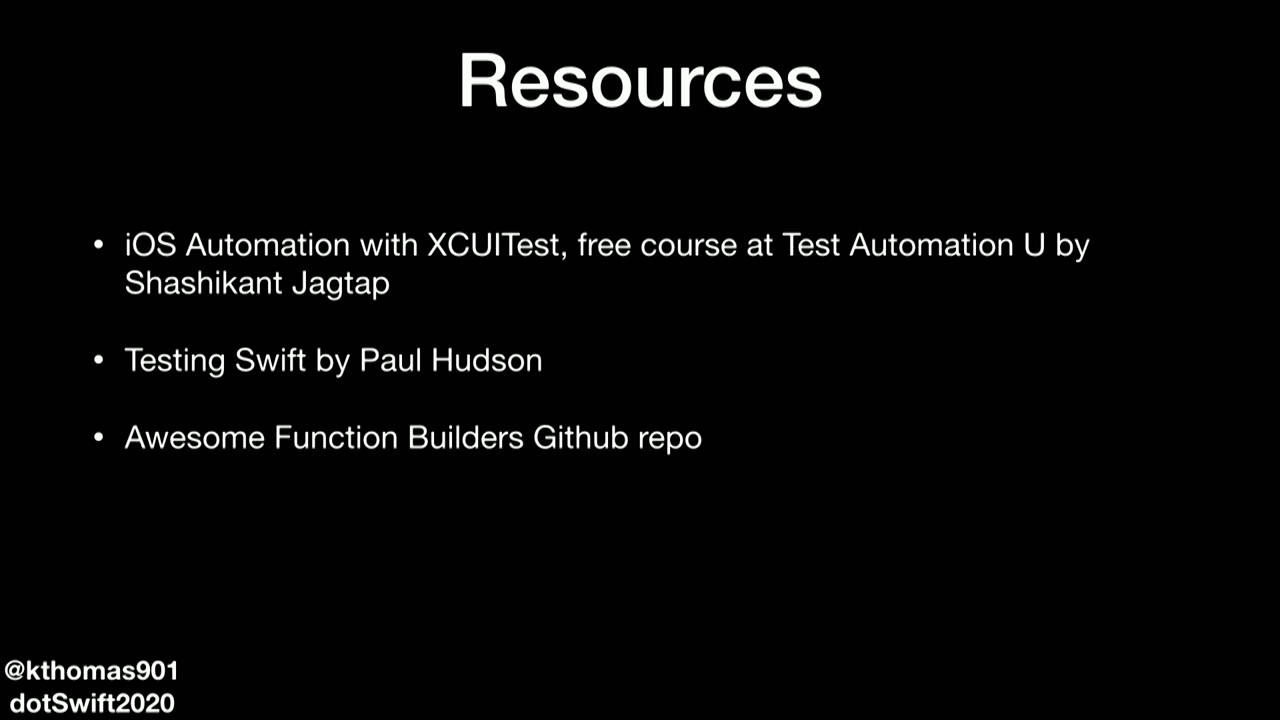 Resources
• iOS Automation with XCUITest, free course at Test Automation U by
Shashikant Jagtap
• Testing Swift by Paul Hudson
• Awesome Function Builders Github repo
@kthomas901
dotSwift2020